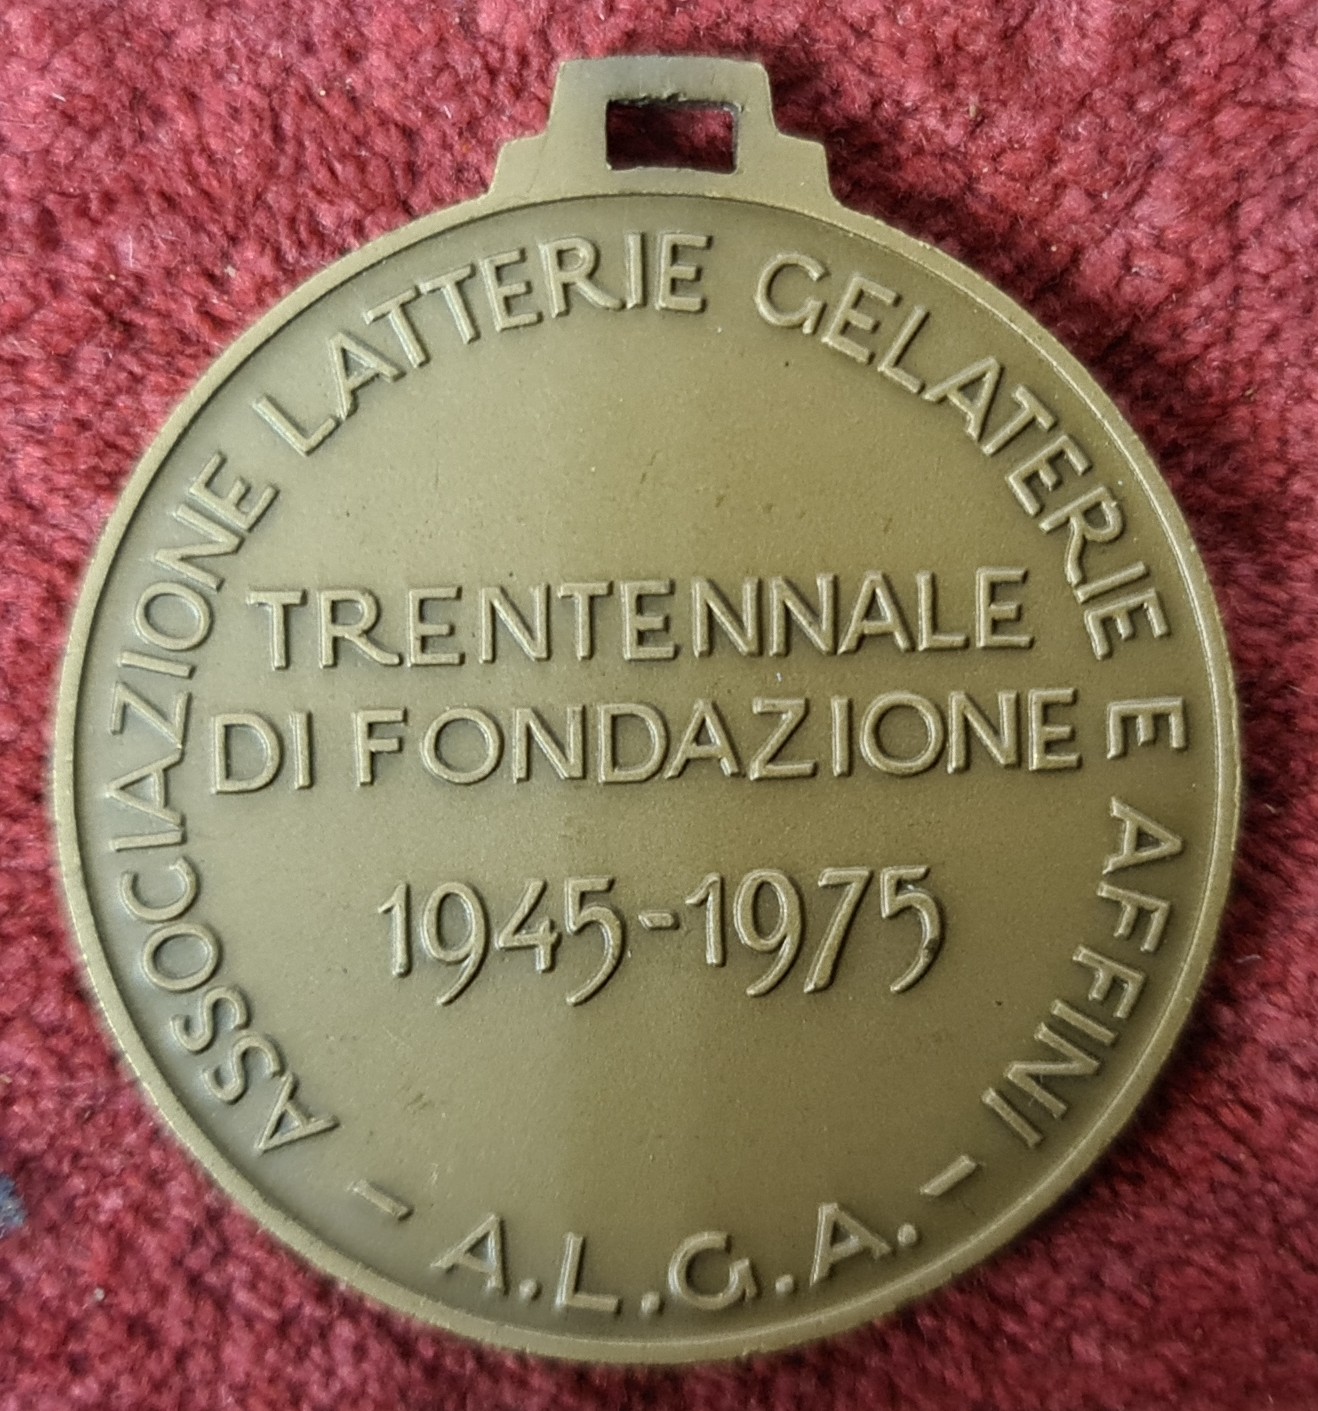 ASSOCIAZIONE LATTERIE GELATERIE E AFFINI
TRENTENNALE
DI FONDAZIONE
1945-1975
- A.L.G.A. -